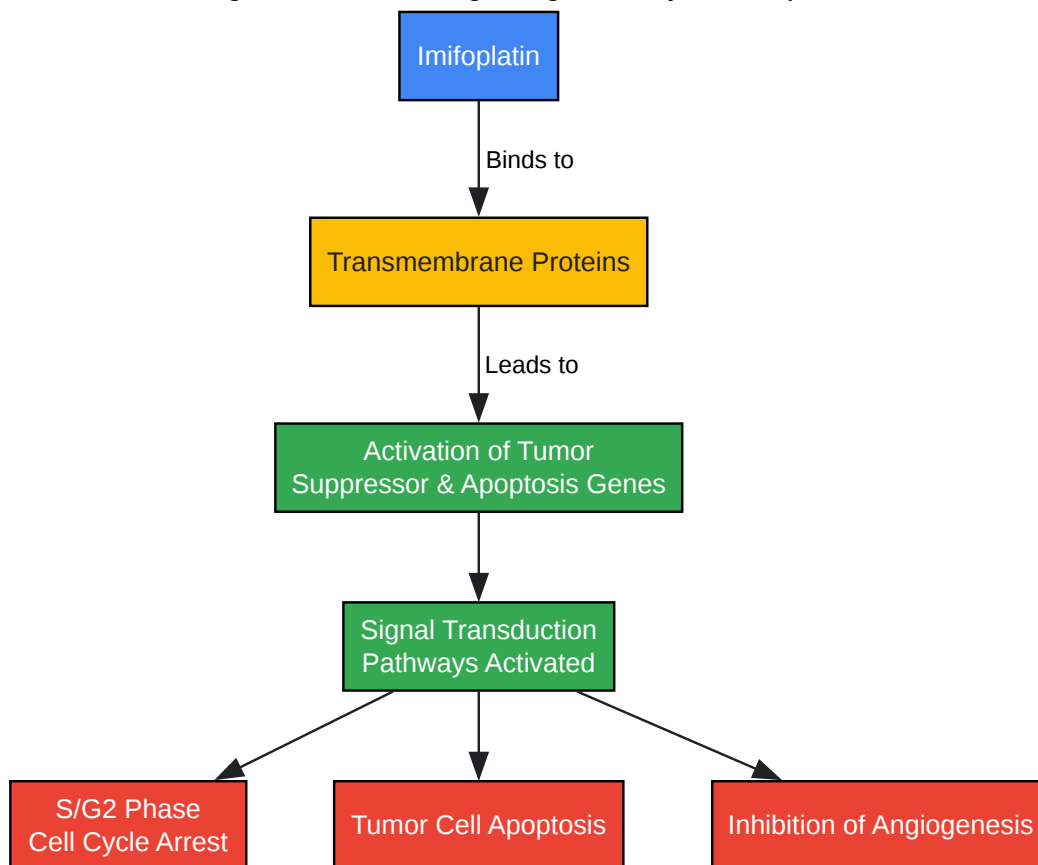 Imifoplatin
Binds to
Transmembrane Proteins
Leads to
Activation of Tumor
Suppressor & Apoptosis Genes
Signal Transduction
Pathways Activated
S/G2 Phase
Cell Cycle Arrest
Tumor Cell Apoptosis
Inhibition of Angiogenesis